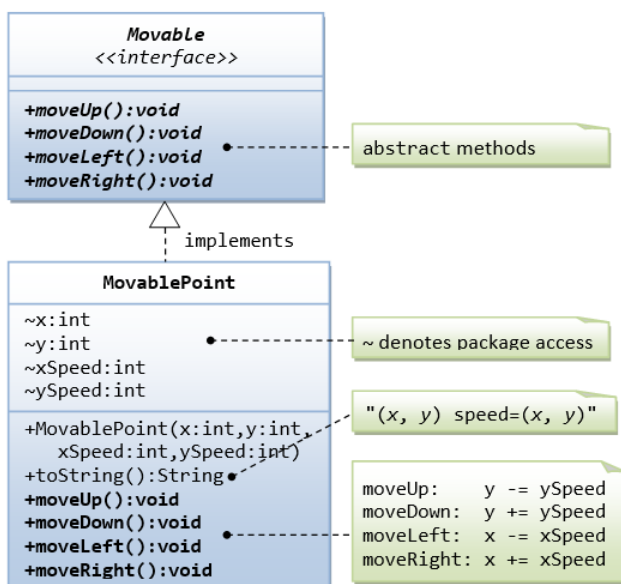 Movable
<<interface>>
+moveUp():void
+moveDown():void
+moveLeft():void
+moveRight():void
abstract methods
implements
MovablePoint
~x:int
~y:int
~xSpeed:int
~ySpeed:int
~ denotes package access
+MovablePoint(x:int,y:int,
xSpeed:int,ySpeed:int)
+toString():String
+moveUp():void
+moveDown():void
+moveLeft():void
+moveRight():void
"(x, y) speed=(x, y)"
moveUp: y -= ySpeed
moveDown: y += ySpeed
moveLeft: x -= xSpeed
moveRight: x += xSpeed